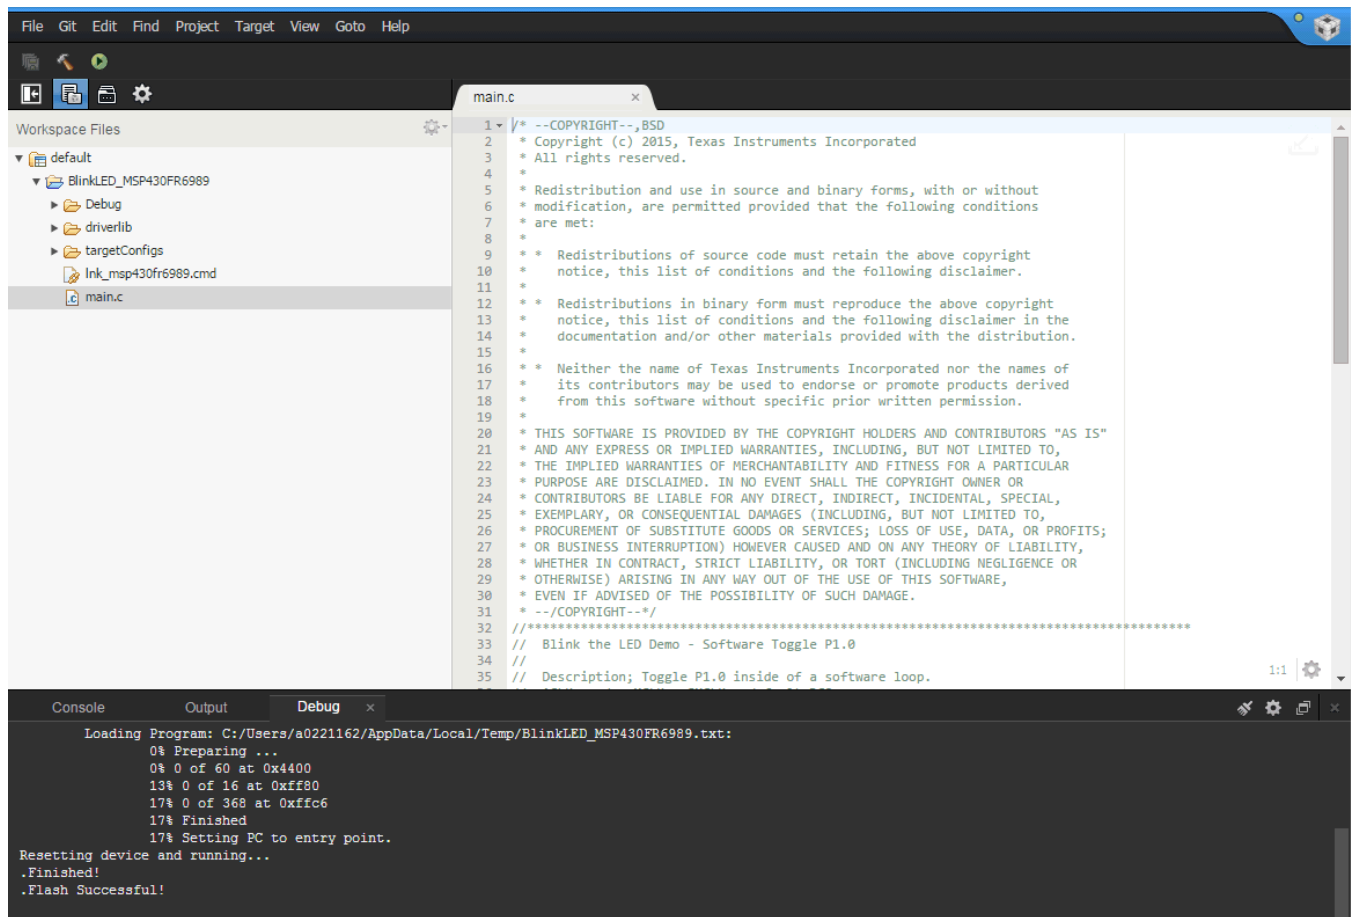 File Git Edit Find Project Target View Goto Help
main.c ×
Workspace Files
default
BlinkLED_MSP430FR6989
Debug
driverlib
targetConfigs
lnk_msp430fr6989.cmd
main.c
1 /* --COPYRIGHT--,BSD
2 * Copyright (c) 2015, Texas Instruments Incorporated
3 * All rights reserved.
4 *
5 * Redistribution and use in source and binary forms, with or without
6 * modification, are permitted provided that the following conditions
7 * are met:
8 *
9 * * Redistributions of source code must retain the above copyright
10 * notice, this list of conditions and the following disclaimer.
11 *
12 * * Redistributions in binary form must reproduce the above copyright
13 * notice, this list of conditions and the following disclaimer in the
14 * documentation and/or other materials provided with the distribution.
15 *
16 * * Neither the name of Texas Instruments Incorporated nor the names of
17 * its contributors may be used to endorse or promote products derived
18 * from this software without specific prior written permission.
19 *
20 * THIS SOFTWARE IS PROVIDED BY THE COPYRIGHT HOLDERS AND CONTRIBUTORS "AS IS"
21 * AND ANY EXPRESS OR IMPLIED WARRANTIES, INCLUDING, BUT NOT LIMITED TO,
22 * THE IMPLIED WARRANTIES OF MERCHANTABILITY AND FITNESS FOR A PARTICULAR
23 * PURPOSE ARE DISCLAIMED. IN NO EVENT SHALL THE COPYRIGHT OWNER OR
24 * CONTRIBUTORS BE LIABLE FOR ANY DIRECT, INDIRECT, INCIDENTAL, SPECIAL,
25 * EXEMPLARY, OR CONSEQUENTIAL DAMAGES (INCLUDING, BUT NOT LIMITED TO,
26 * PROCUREMENT OF SUBSTITUTE GOODS OR SERVICES; LOSS OF USE, DATA, OR PROFITS;
27 * OR BUSINESS INTERRUPTION) HOWEVER CAUSED AND ON ANY THEORY OF LIABILITY,
28 * WHETHER IN CONTRACT, STRICT LIABILITY, OR TORT (INCLUDING NEGLIGENCE OR
29 * OTHERWISE) ARISING IN ANY WAY OUT OF THE USE OF THIS SOFTWARE,
30 * EVEN IF ADVISED OF THE POSSIBILITY OF SUCH DAMAGE.
31 * --/COPYRIGHT--*/
32 //***************************************************************************************
33 // Blink the LED Demo - Software Toggle P1.0
34 //
35 // Description; Toggle P1.0 inside of a software loop.
1:1
Console Output Debug ×
Loading Program: C:/Users/a0221162/AppData/Local/Temp/BlinkLED_MSP430FR6989.txt:
0% Preparing ...
0% 0 of 60 at 0x4400
13% 0 of 16 at 0xff80
17% 0 of 368 at 0xffc6
17% Finished
17% Setting PC to entry point.
Resetting device and running...
.Finished!
.Flash Successful!